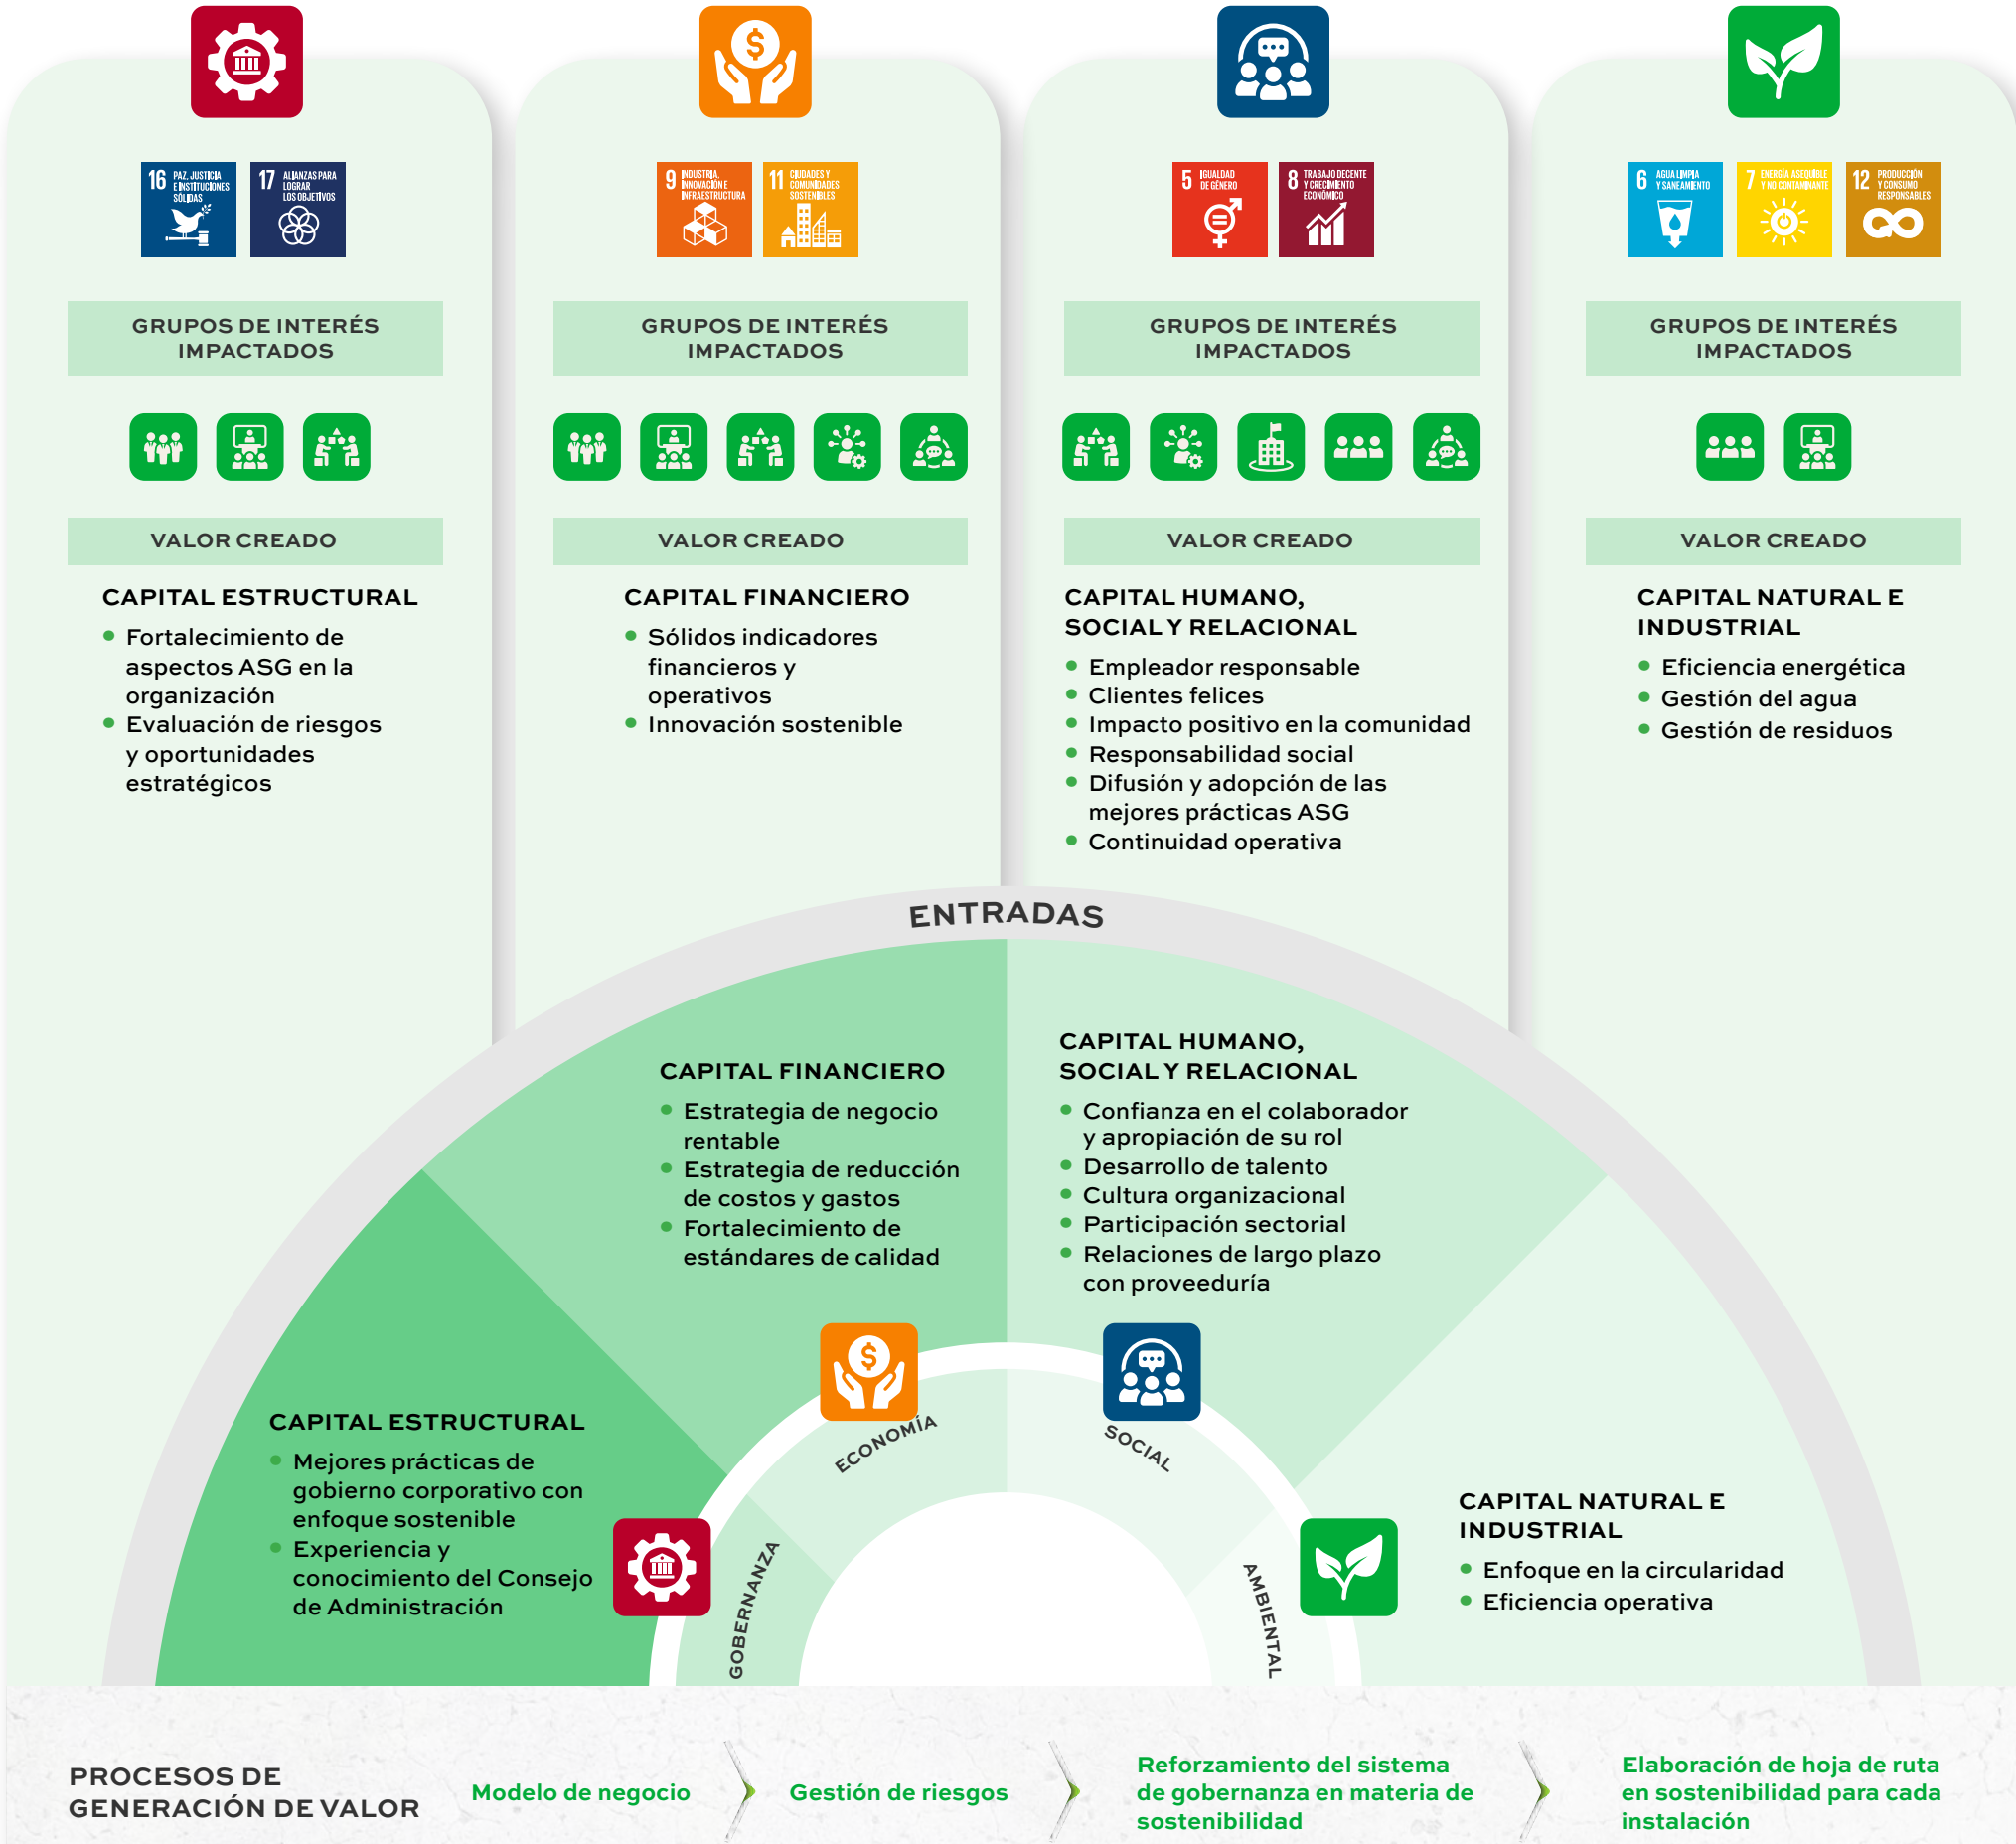 16 PAZ, JUSTICIA
E INSTITUCIONES
SÓLIDAS
17 ALIANZAS PARA
LOGRAR
LOS OBJETIVOS
GRUPOS DE INTERÉS
IMPACTADOS
VALOR CREADO
CAPITAL ESTRUCTURAL
• Fortalecimiento de
aspectos ASG en la
organización
• Evaluación de riesgos
y oportunidades
estratégicos
9 INDUSTRIA,
INNOVACIÓN E
INFRAESTRUCTURA
11 CIUDADES Y
COMUNIDADES
SOSTENIBLES
GRUPOS DE INTERÉS
IMPACTADOS
VALOR CREADO
CAPITAL FINANCIERO
• Sólidos indicadores
financieros y
operativos
• Innovación sostenible
5 IGUALDAD
DE GÉNERO
8 TRABAJO DECENTE
Y CRECIMIENTO
ECONÓMICO
GRUPOS DE INTERÉS
IMPACTADOS
VALOR CREADO
CAPITAL HUMANO,
SOCIAL Y RELACIONAL
• Empleador responsable
• Clientes felices
• Impacto positivo en la comunidad
• Responsabilidad social
• Difusión y adopción de las
mejores prácticas ASG
• Continuidad operativa
6 AGUA LIMPIA
Y SANEAMIENTO
7 ENERGÍA ASEQUIBLE
Y NO CONTAMINANTE
12 PRODUCCIÓN
Y CONSUMO
RESPONSABLES
GRUPOS DE INTERÉS
IMPACTADOS
VALOR CREADO
CAPITAL NATURAL E
INDUSTRIAL
• Eficiencia energética
• Gestión del agua
• Gestión de residuos
ENTRADAS
CAPITAL ESTRUCTURAL
• Mejores prácticas de
gobierno corporativo con
enfoque sostenible
• Experiencia y
conocimiento del Consejo
de Administración
CAPITAL FINANCIERO
• Estrategia de negocio
rentable
• Estrategia de reducción
de costos y gastos
• Fortalecimiento de
estándares de calidad
CAPITAL HUMANO,
SOCIAL Y RELACIONAL
• Confianza en el colaborador
y apropiación de su rol
• Desarrollo de talento
• Cultura organizacional
• Participación sectorial
• Relaciones de largo plazo
con proveeduría
CAPITAL NATURAL E
INDUSTRIAL
• Enfoque en la circularidad
• Eficiencia operativa
GOBERNANZA
ECONOMÍA
SOCIAL
AMBIENTAL
PROCESOS DE
GENERACIÓN DE VALOR
Modelo de negocio
Gestión de riesgos
Reforzamiento del sistema
de gobernanza en materia de
sostenibilidad
Elaboración de hoja de ruta
en sostenibilidad para cada
instalación